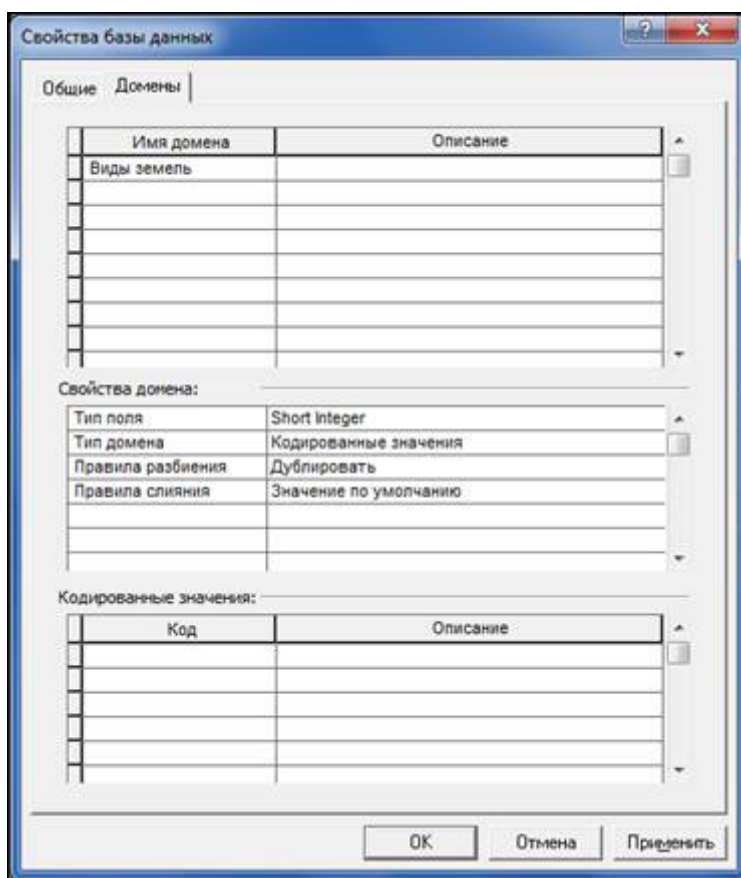 Свойства базы данных
Общие Домены
Имя домена Описание
Виды земель
Свойства домена:
Тип поля Short Integer
Тип домена Кодированные значения
Правила разбиения Дублировать
Правила слияния Значение по умолчанию
Кодированные значения:
Код Описание
OK Отмена Применить